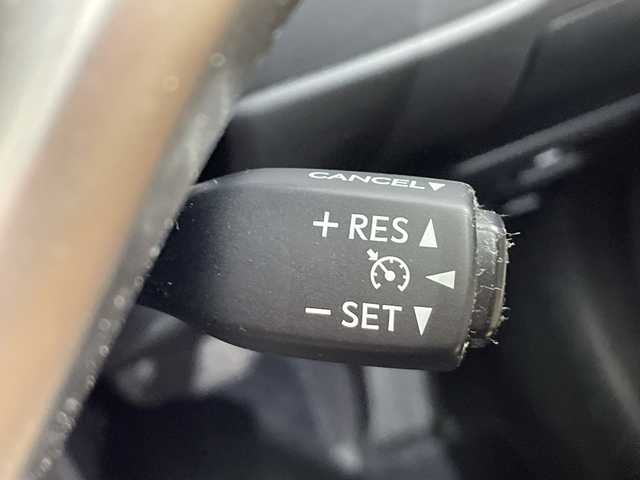 CANCEL▼
+ RES ▲
◀
− SET ▼